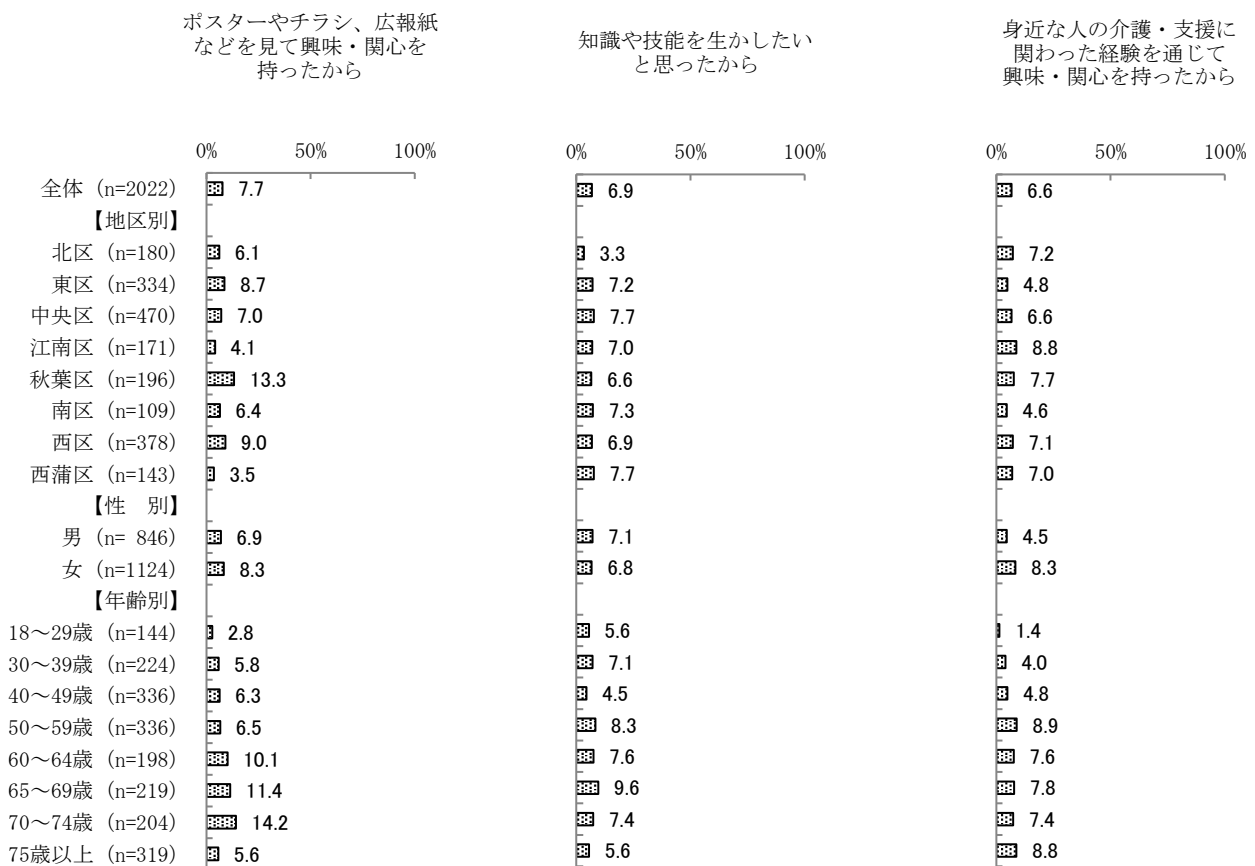 ポスターやチラシ、広報紙
などを見て興味・関心を
持ったから
知識や技能を生かしたい
と思ったから
身近な人の介護・支援に
関わった経験を通じて
興味・関心を持ったから
0% 50% 100% 0% 50% 100% 0% 50% 100%
全体 (n=2022) 7.7 6.9 6.6
【地区別】
北区 (n=180) 6.1 3.3 7.2
東区 (n=334) 8.7 7.2 4.8
中央区 (n=470) 7.0 7.7 6.6
江南区 (n=171) 4.1 7.0 8.8
秋葉区 (n=196) 13.3 6.6 7.7
南区 (n=109) 6.4 7.3 4.6
西区 (n=378) 9.0 6.9 7.1
西蒲区 (n=143) 3.5 7.7 7.0
【性　別】
男 (n= 846) 6.9 7.1 4.5
女 (n=1124) 8.3 6.8 8.3
【年齢別】
18～29歳 (n=144) 2.8 5.6 1.4
30～39歳 (n=224) 5.8 7.1 4.0
40～49歳 (n=336) 6.3 4.5 4.8
50～59歳 (n=336) 6.5 8.3 8.9
60～64歳 (n=198) 10.1 7.6 7.6
65～69歳 (n=219) 11.4 9.6 7.8
70～74歳 (n=204) 14.2 7.4 7.4
75歳以上 (n=319) 5.6 5.6 8.8